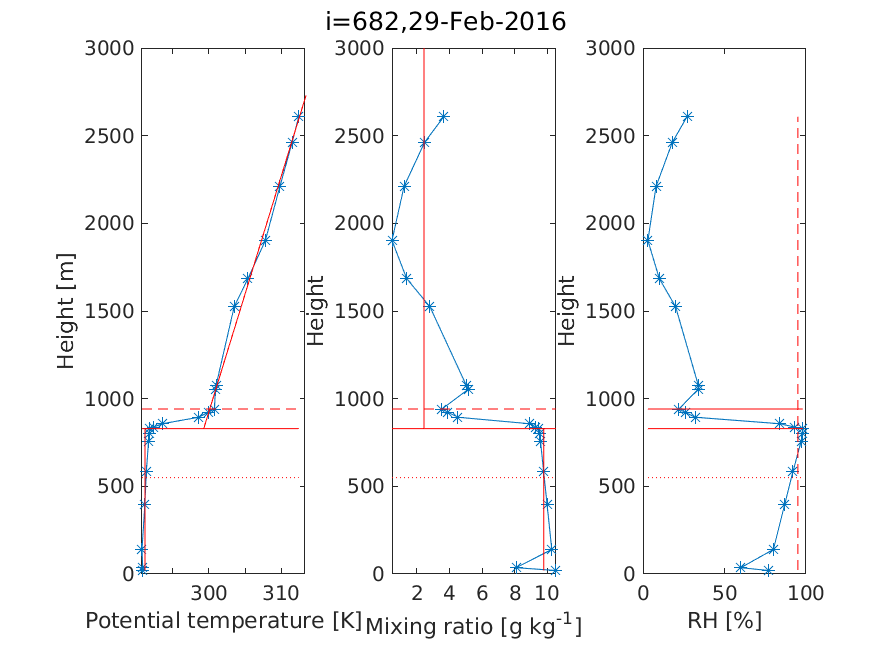 i=682,29-Feb-2016
3000
2500
2000
1500
1000
500
0
Height [m]
300 310
Potential temperature [K]
3000
2500
2000
1500
1000
500
0
Height
2 4 6 8 10
Mixing ratio [g kg-1]
3000
2500
2000
1500
1000
500
0
Height
0 50 100
RH [%]